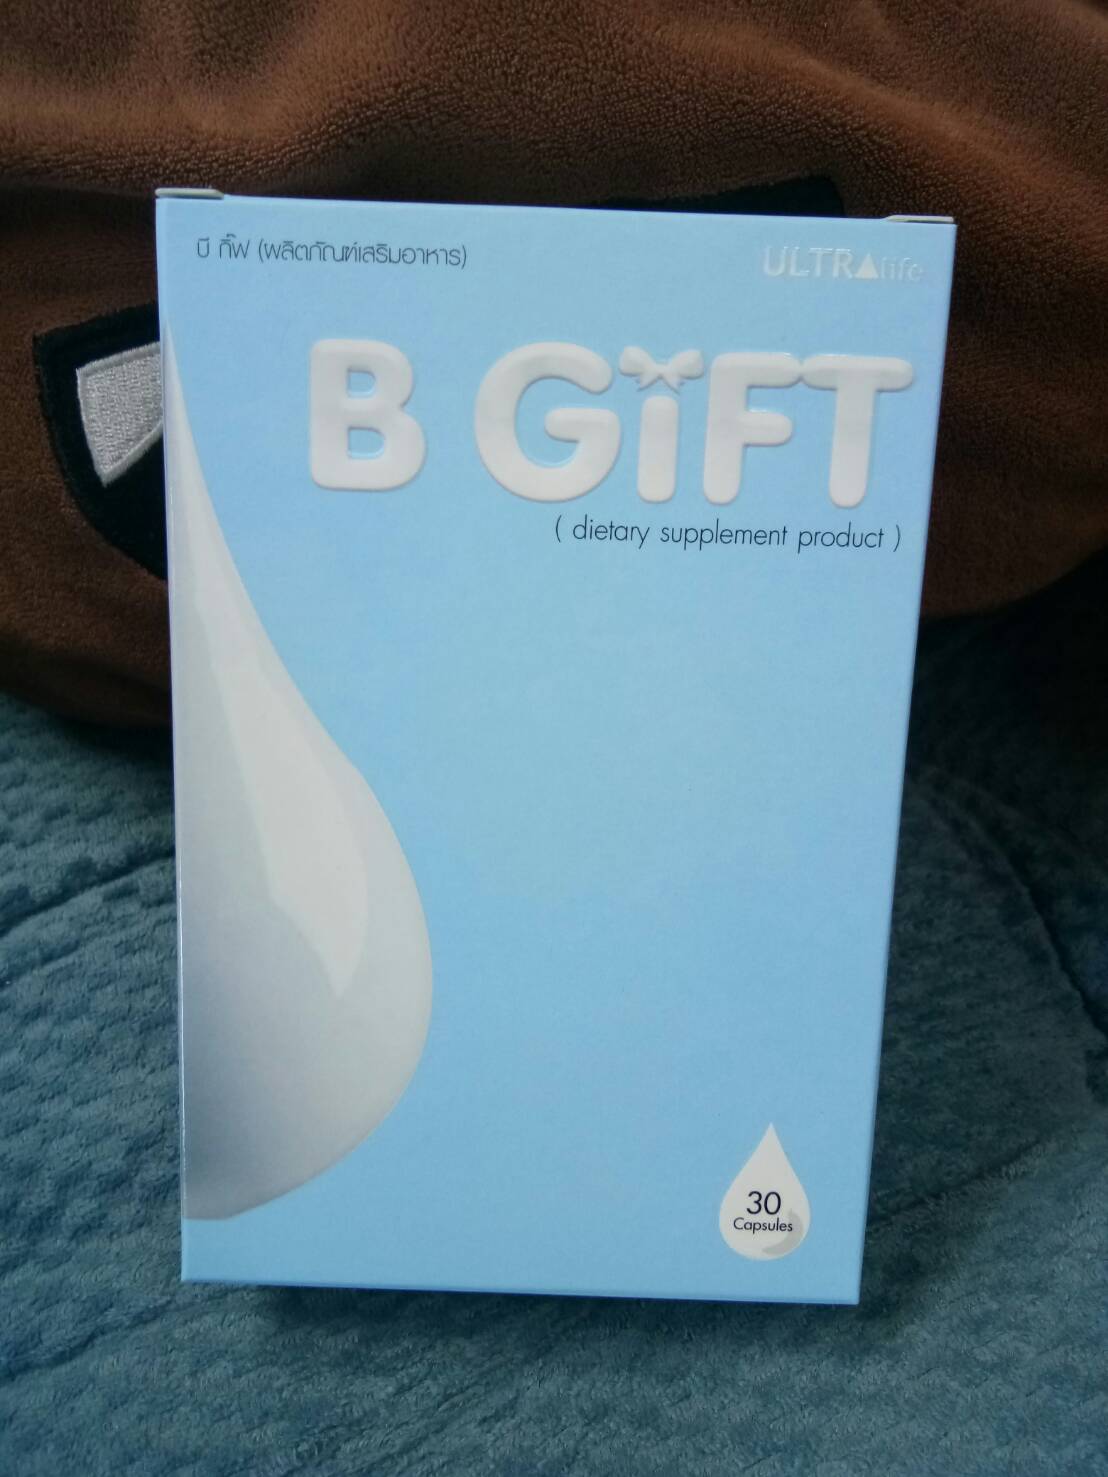 บี กิ๊ฟ (ผลิตภัณฑ์เสริมอาหาร)
ULTRAlife
B GiFT
( dietary supplement product )
30
Capsules